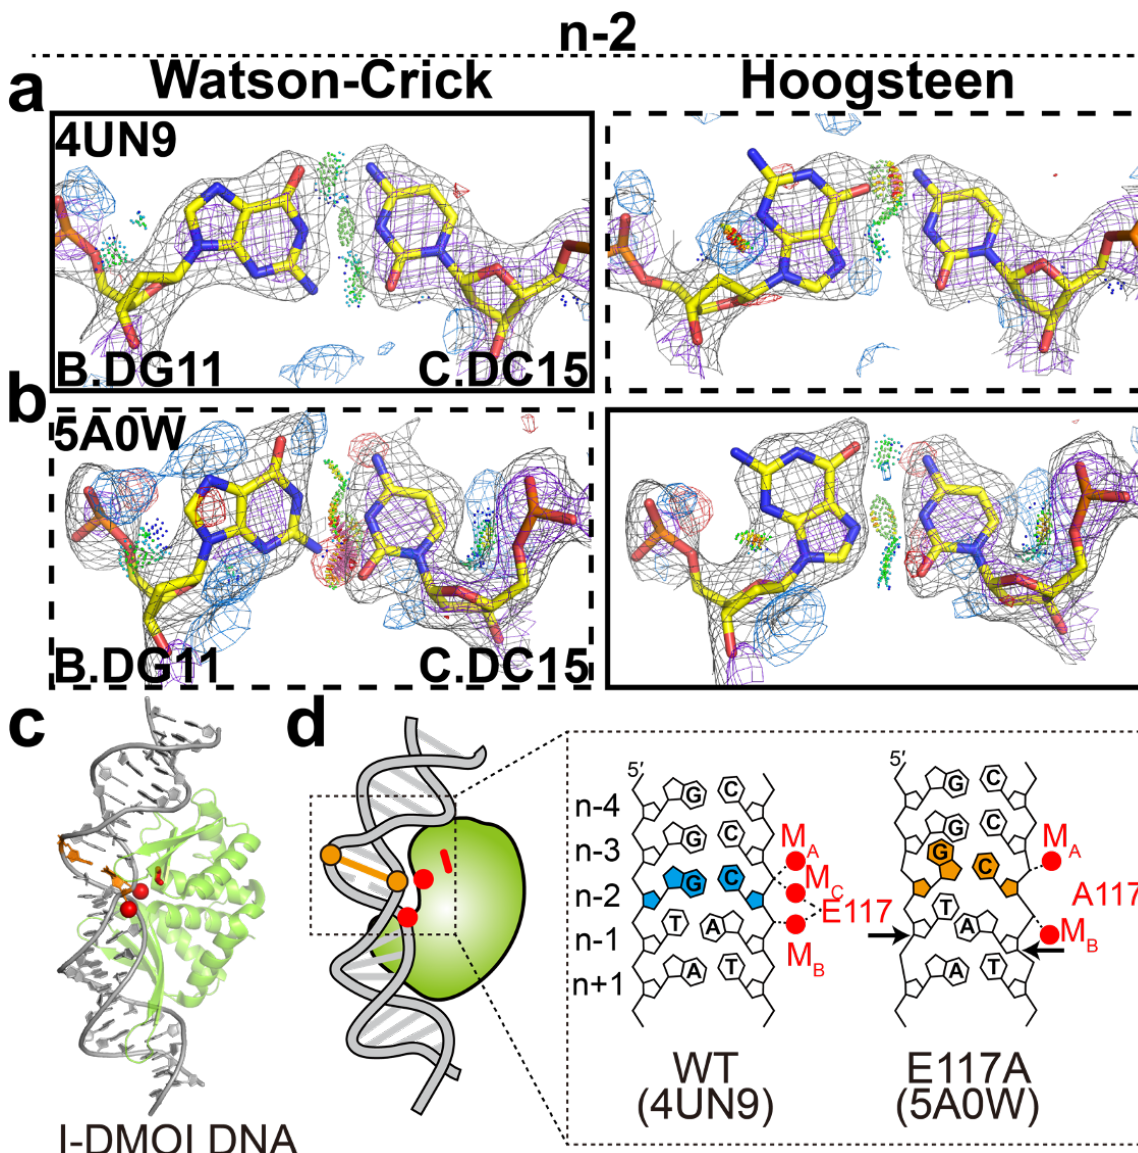 n-2
a
Watson-Crick
Hoogsteen
4UN9
B.DG11
C.DC15
b
5A0W
B.DG11
C.DC15
c
I-DMOI DNA
d
5′
5′
n-4
G
C
G
C
n-3
G
C
G
C
M_A
M_A
n-2
G
C
M_C
G
C
A117
E117
n-1
T
A
M_B
T
A
M_B
n+1
A
T
A
T
WT
(4UN9)
E117A
(5A0W)